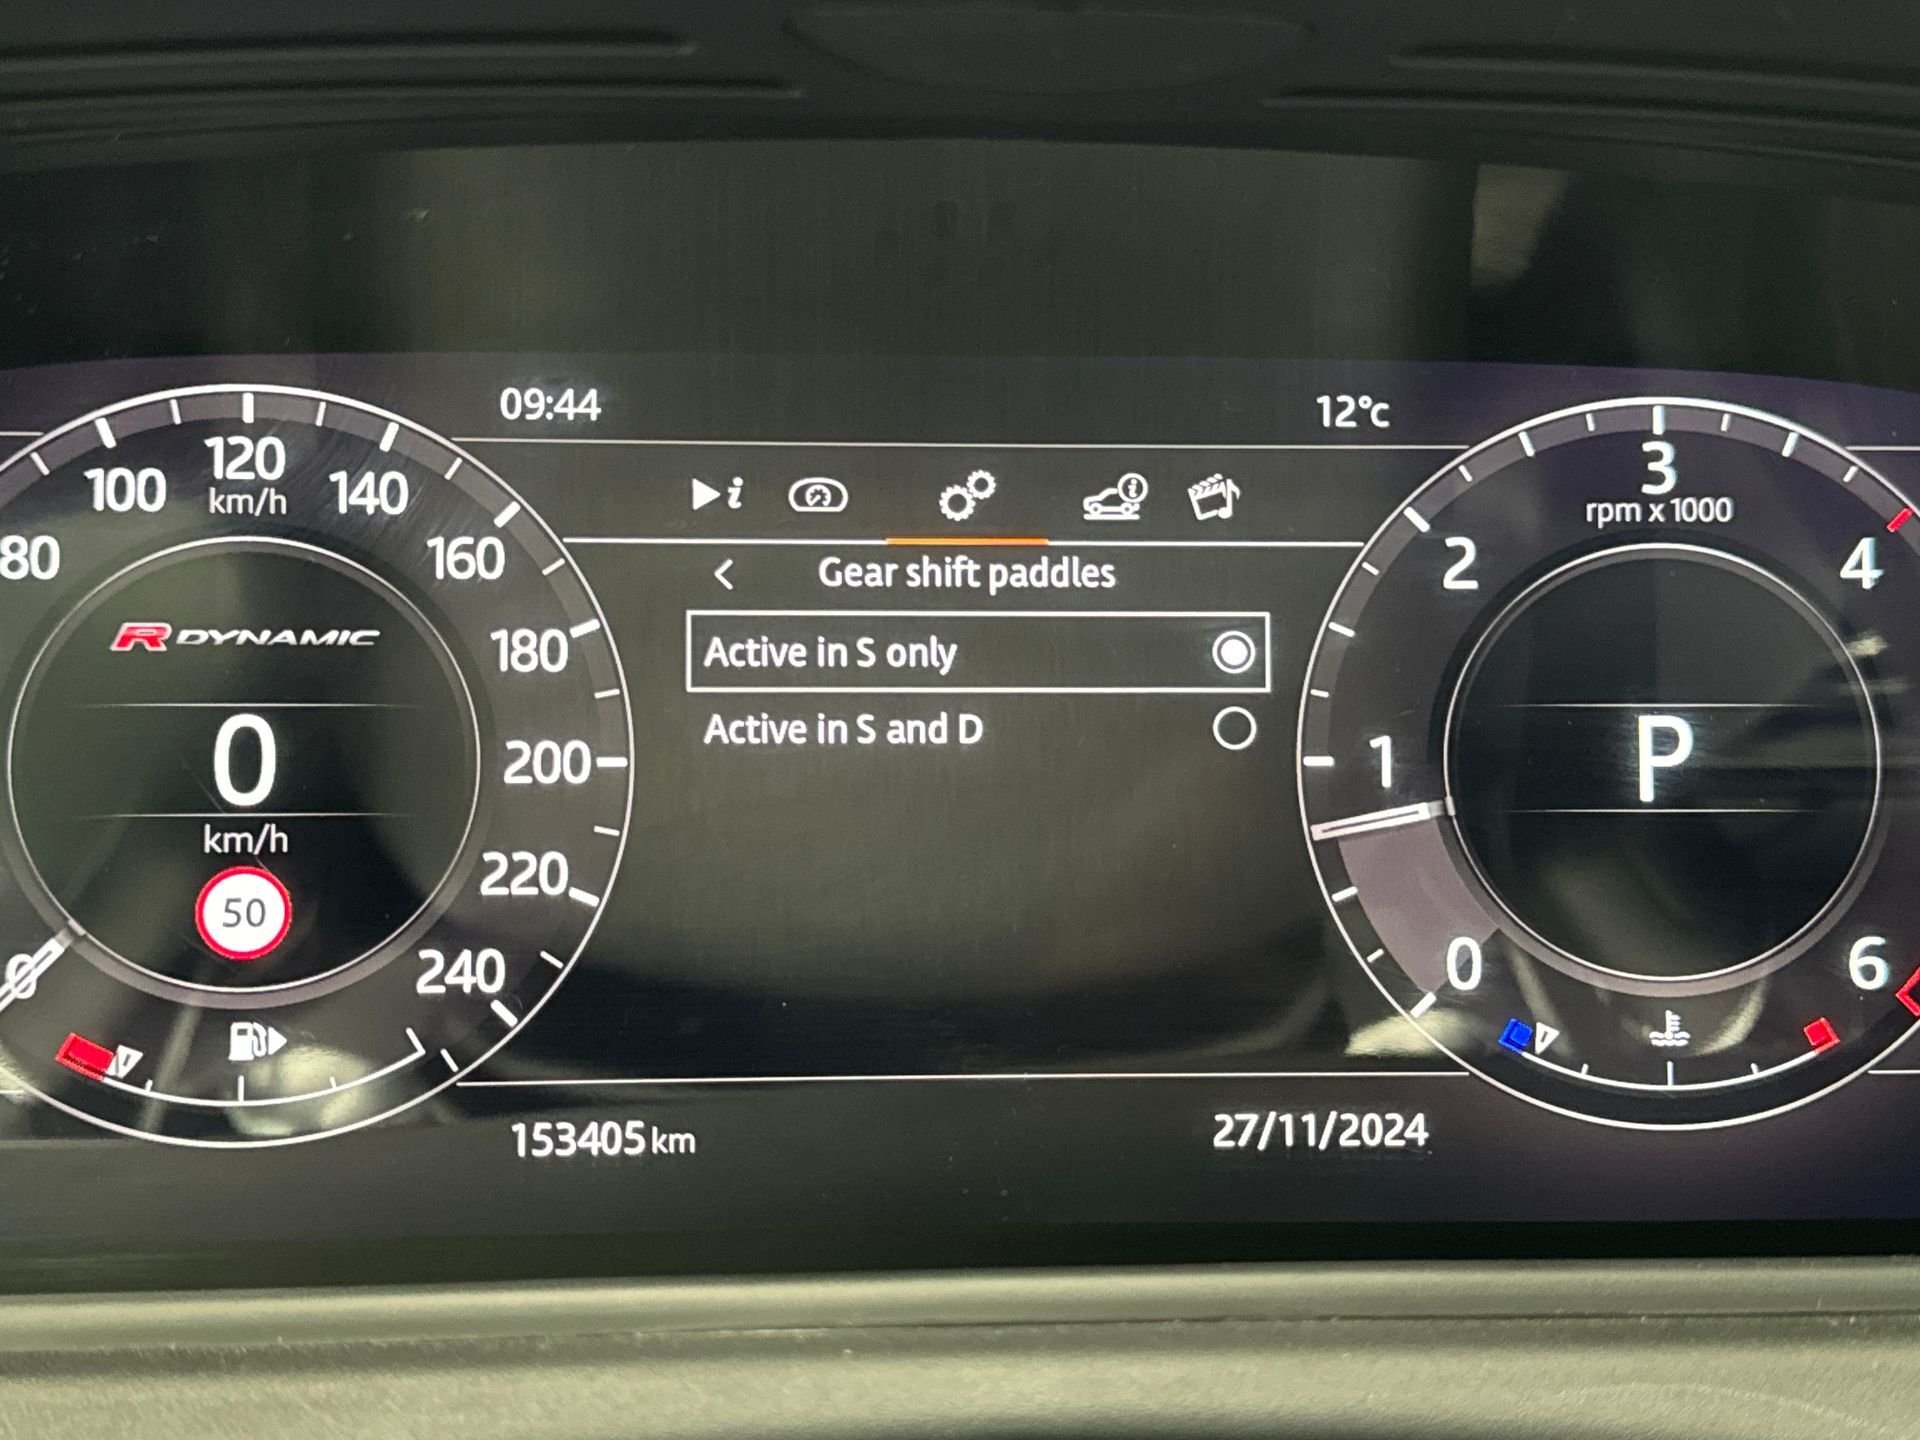 09:44
12°c
Gear shift paddles
Active in S only
Active in S and D
80
100
120
km/h
140
160
180
200
220
240
0
R DYNAMIC
0
km/h
50
3
rpm x 1000
2
4
1
0
6
P
153405 km
27/11/2024